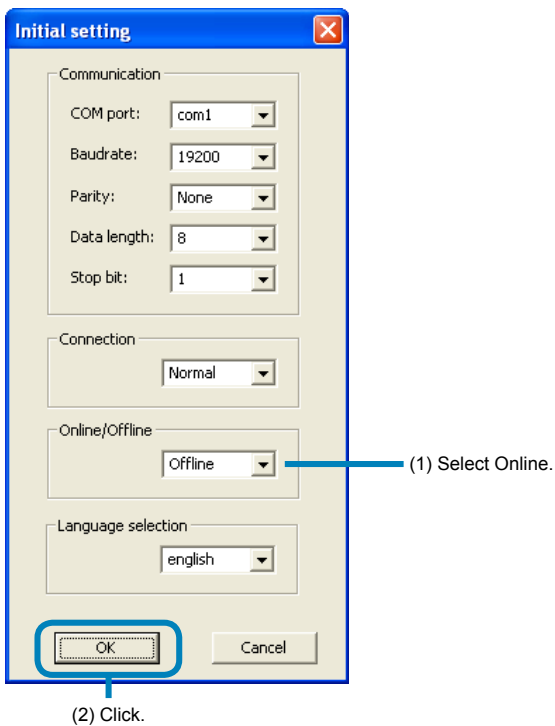 Initial setting
Communication
COM port: com1
Baudrate: 19200
Parity: None
Data length: 8
Stop bit: 1
Connection
Normal
Online/Offline
Offline
(1) Select Online.
Language selection
english
OK Cancel
(2) Click.